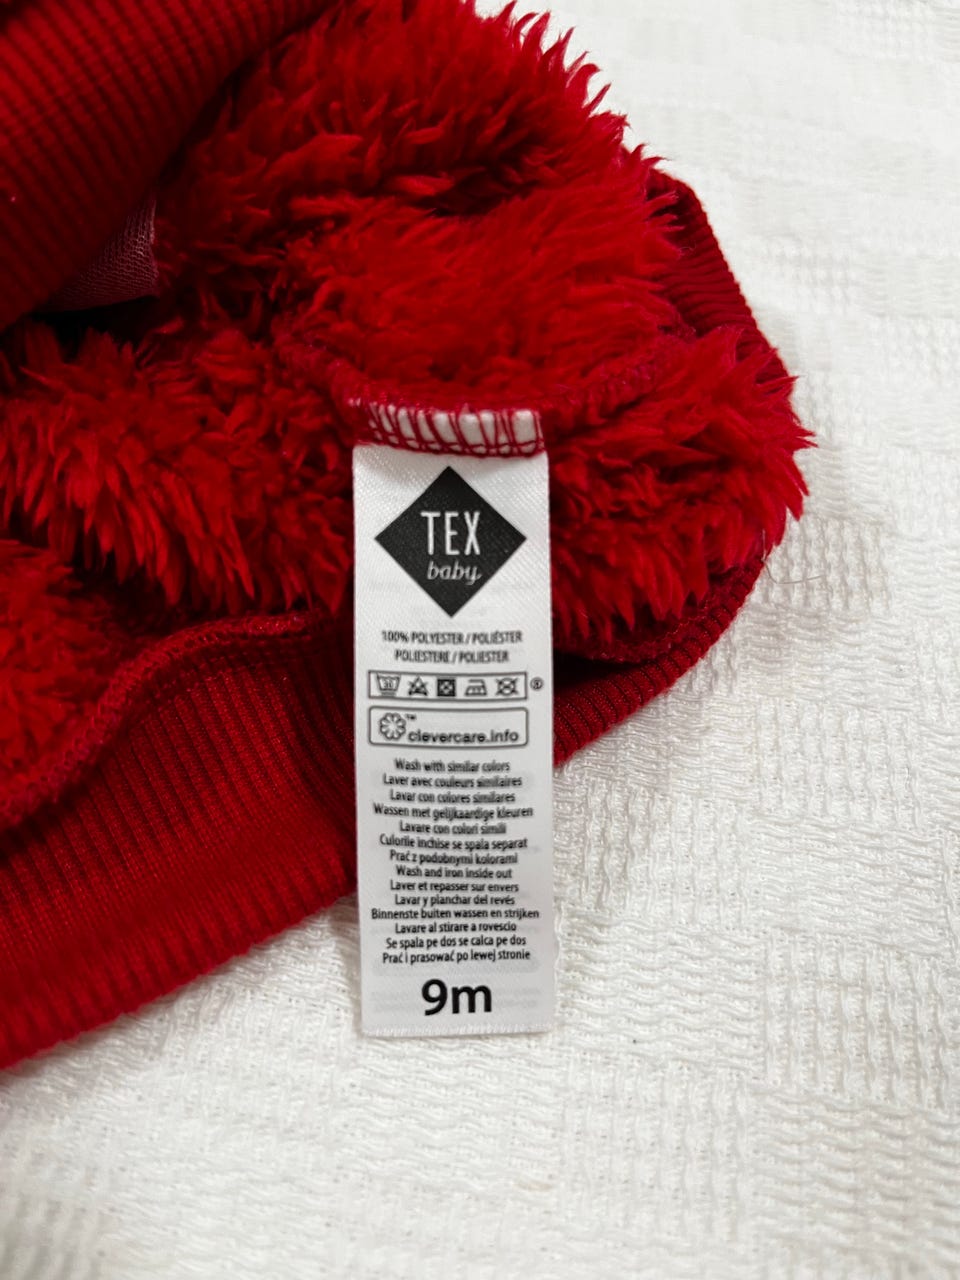 TEX
baby
100% POLYESTER / POLIÉSTER
POLIESTERE / POLIESTER
30
®
™
clevercare.info
Wash with similar colors
Laver avec couleurs similaires
Lavar con colores similares
Wassen met gelijkaardige kleuren
Lavare con colori simili
Culorile inchise se spala separat
Prać z podobnymi kolorami
Wash and iron inside out
Laver et repasser sur envers
Lavar y planchar del revés
Binnenste buiten wassen en strijken
Lavare al stirare a rovescio
Se spala pe dos se calca pe dos
Prać i prasować po lewej stronie
9m